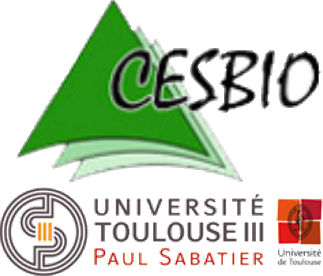 CESBIO
UNIVERSITÉ
TOULOUSE III
PAUL SABATIER
Université
de Toulouse